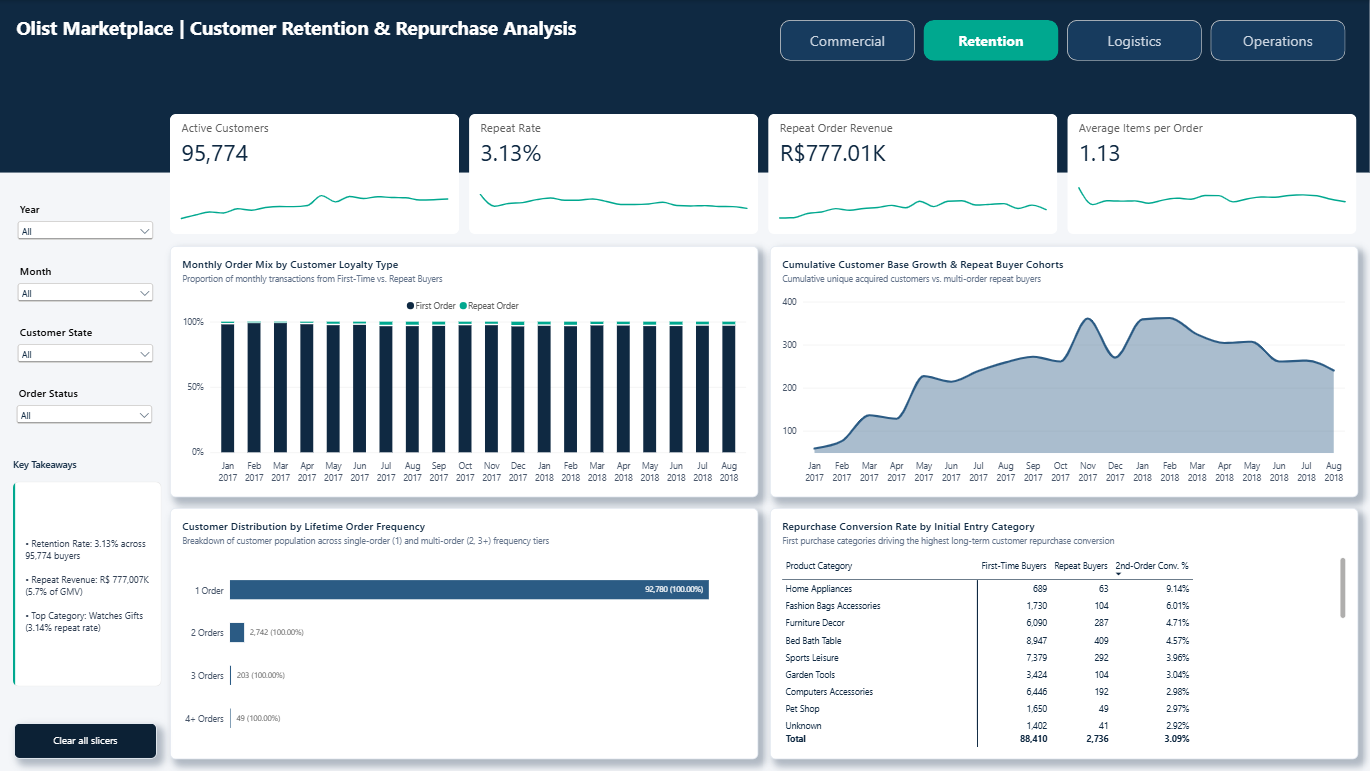 Olist Marketplace | Customer Retention & Repurchase Analysis
Commercial
Retention
Logistics
Operations
Active Customers
95,774
Repeat Rate
3.13%
Repeat Order Revenue
R$777.01K
Average Items per Order
1.13
Year
All
Month
All
Customer State
All
Order Status
All
Key Takeaways
• Retention Rate: 3.13% across
95,774 buyers
• Repeat Revenue: R$ 777,007K
(5.7% of GMV)
• Top Category: Watches Gifts
(3.14% repeat rate)
Clear all slicers
Monthly Order Mix by Customer Loyalty Type
Proportion of monthly transactions from First-Time vs. Repeat Buyers
First Order Repeat Order
100%
50%
0%
Jan Feb Mar Apr May Jun Jul Aug Sep Oct Nov Dec Jan Feb Mar Apr May Jun Jul Aug
2017 2017 2017 2017 2017 2017 2017 2017 2017 2017 2017 2017 2018 2018 2018 2018 2018 2018 2018 2018
Cumulative Customer Base Growth & Repeat Buyer Cohorts
Cumulative unique acquired customers vs. multi-order repeat buyers
400
300
200
100
Jan Feb Mar Apr May Jun Jul Aug Sep Oct Nov Dec Jan Feb Mar Apr May Jun Jul Aug
2017 2017 2017 2017 2017 2017 2017 2017 2017 2017 2017 2017 2018 2018 2018 2018 2018 2018 2018 2018
Customer Distribution by Lifetime Order Frequency
Breakdown of customer population across single-order (1) and multi-order (2, 3+) frequency tiers
1 Order 92,780 (100.00%)
2 Orders 2,742 (100.00%)
3 Orders 203 (100.00%)
4+ Orders 49 (100.00%)
Repurchase Conversion Rate by Initial Entry Category
First purchase categories driving the highest long-term customer repurchase conversion
Product Category First-Time Buyers Repeat Buyers 2nd-Order Conv. %
Home Appliances 689 63 9.14%
Fashion Bags Accessories 1,730 104 6.01%
Furniture Decor 6,090 287 4.71%
Bed Bath Table 8,947 409 4.57%
Sports Leisure 7,379 292 3.96%
Garden Tools 3,424 104 3.04%
Computers Accessories 6,446 192 2.98%
Pet Shop 1,650 49 2.97%
Unknown 1,402 41 2.92%
Total 88,410 2,736 3.09%